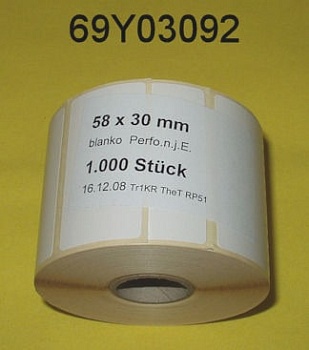 69Y03092
58 x 30 mm
blanko Perfo.n.j.E.
1.000 Stück
16.12.08 Tr1KR TheT RP51